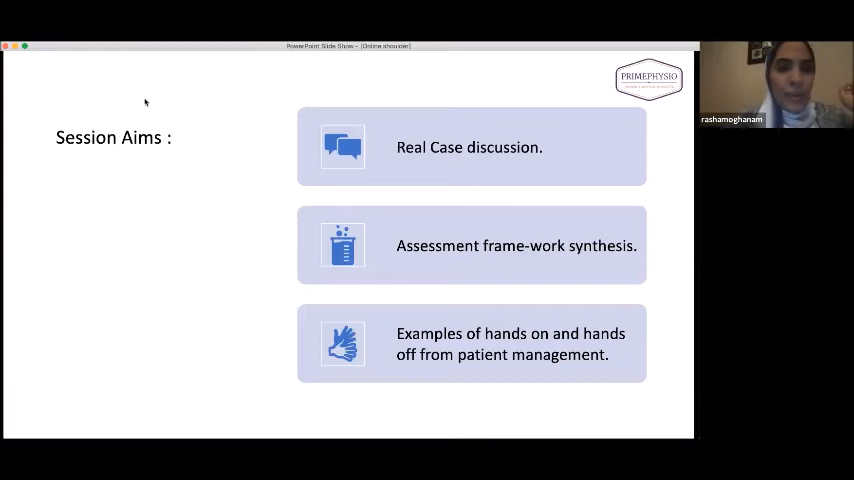 PowerPoint Slide Show - [Online shoulder]
PRIMEPHYSIO
rashamoghanam
Session Aims :
Real Case discussion.
Assessment frame-work synthesis.
Examples of hands on and hands
off from patient management.